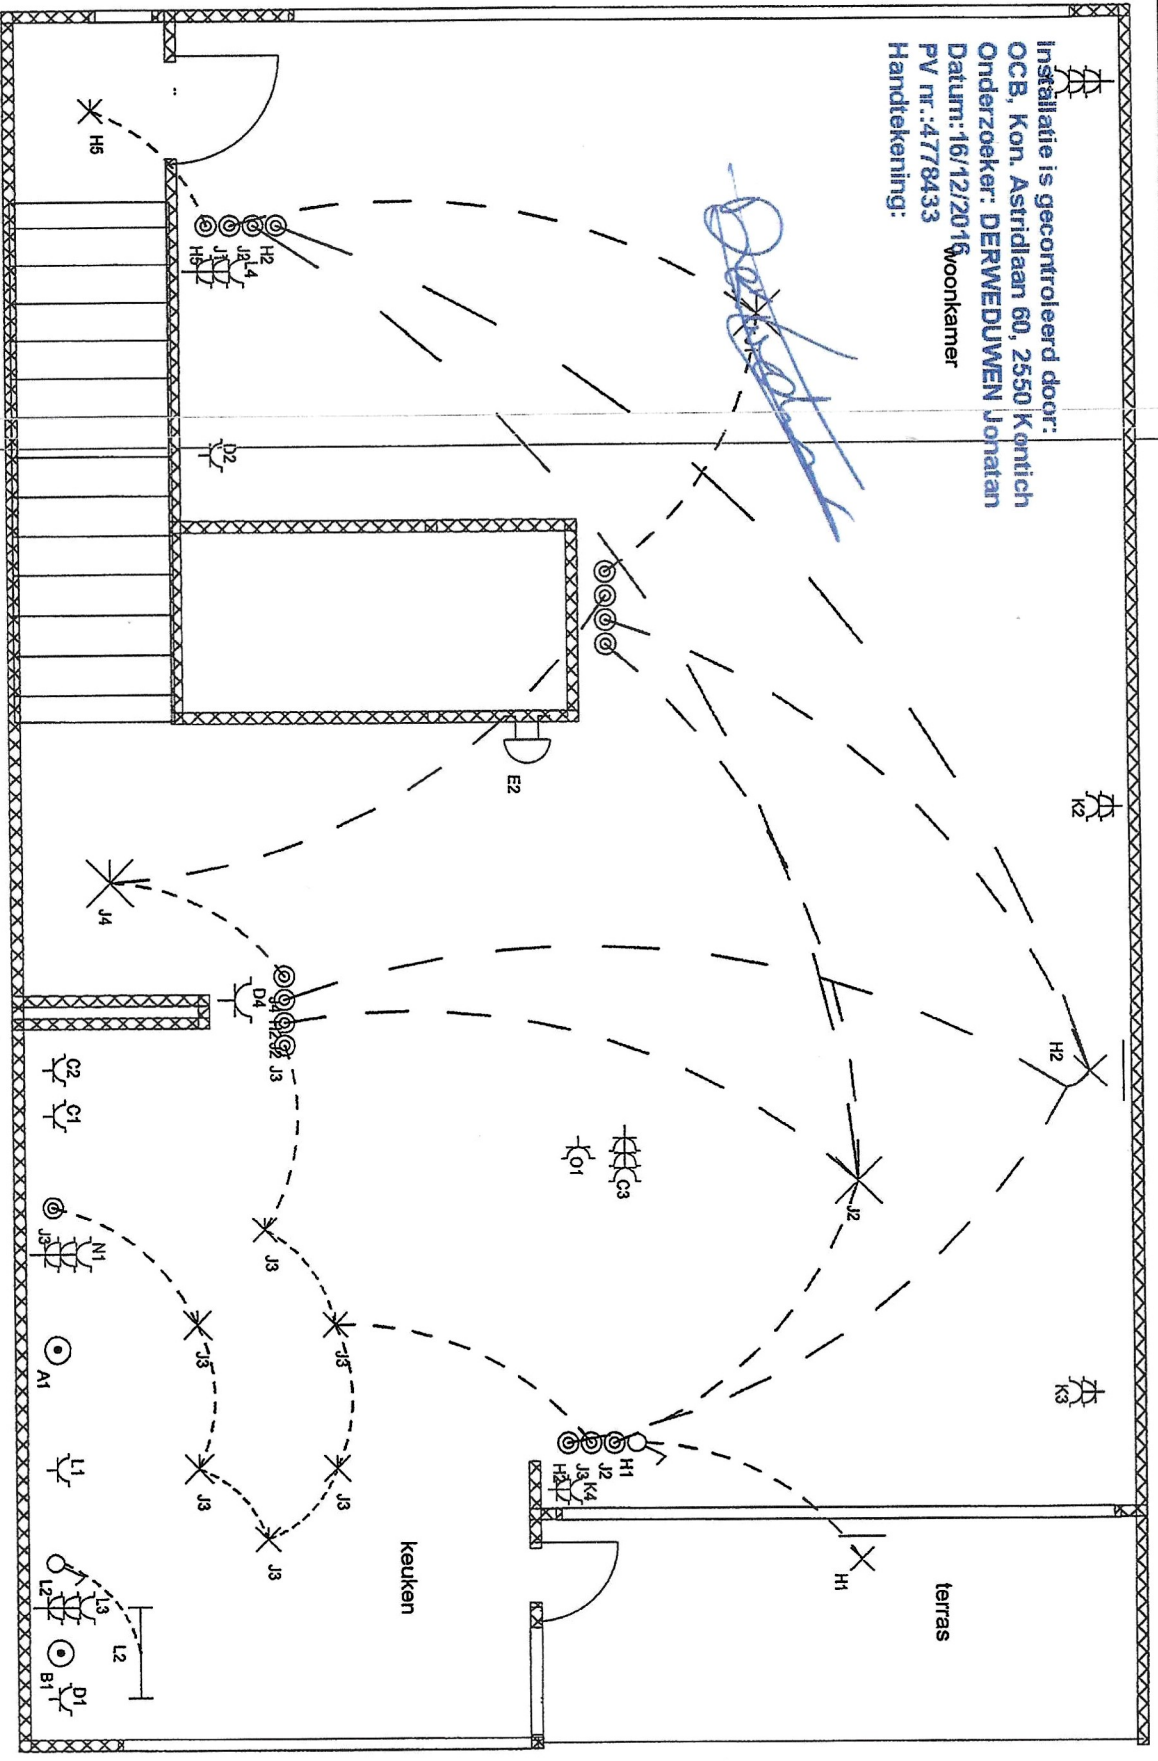 Installatie is gecontroleerd door:
OCB, Kon. Astridlaan 60, 2550 Kontich
Onderzoeker: DERWEDUWEN Jonatan
Datum:16/12/2016
PV nr.:4778433
Handtekening:
woonkamer
K2
K3
H2
J2
H1
terras
H1
J2
J3
H2
K4
C3
O1
E2
keuken
H2
J2
J1
H5
L4
H5
D2
J4
D4
J4
H2
J2
J3
J3
J3
J3
J3
J3
J3
C2
C1
J3
N1
A1
L1
L2
L3
L2
B1
D1